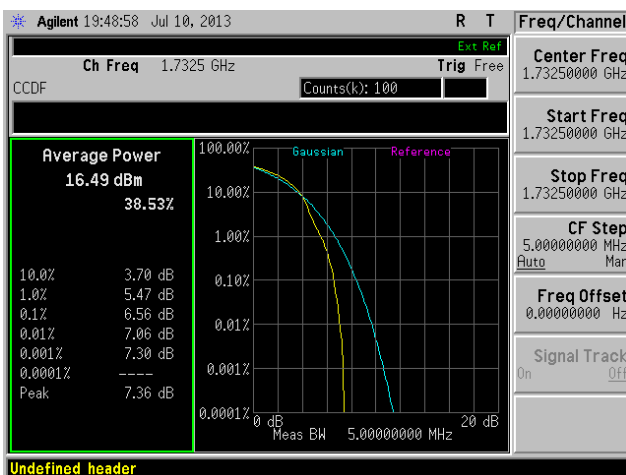 Agilent 19:48:58 Jul 10, 2013 R T
Ext Ref
Ch Freq 1.7325 GHz Trig Free
CCDF Counts(k): 100
Average Power
16.49 dBm
38.53%
10.0% 3.70 dB
1.0% 5.47 dB
0.1% 6.56 dB
0.01% 7.06 dB
0.001% 7.30 dB
0.0001% ----
Peak 7.36 dB
100.00%
Gaussian Reference
10.00%
1.00%
0.10%
0.01%
0.001%
0.0001%
0 dB 20 dB
Meas BW 5.00000000 MHz
Freq/Channel
Center Freq
1.73250000 GHz
Start Freq
1.73250000 GHz
Stop Freq
1.73250000 GHz
CF Step
5.00000000 MHz
Auto Man
Freq Offset
0.00000000 Hz
Signal Track
On Off
Undefined header